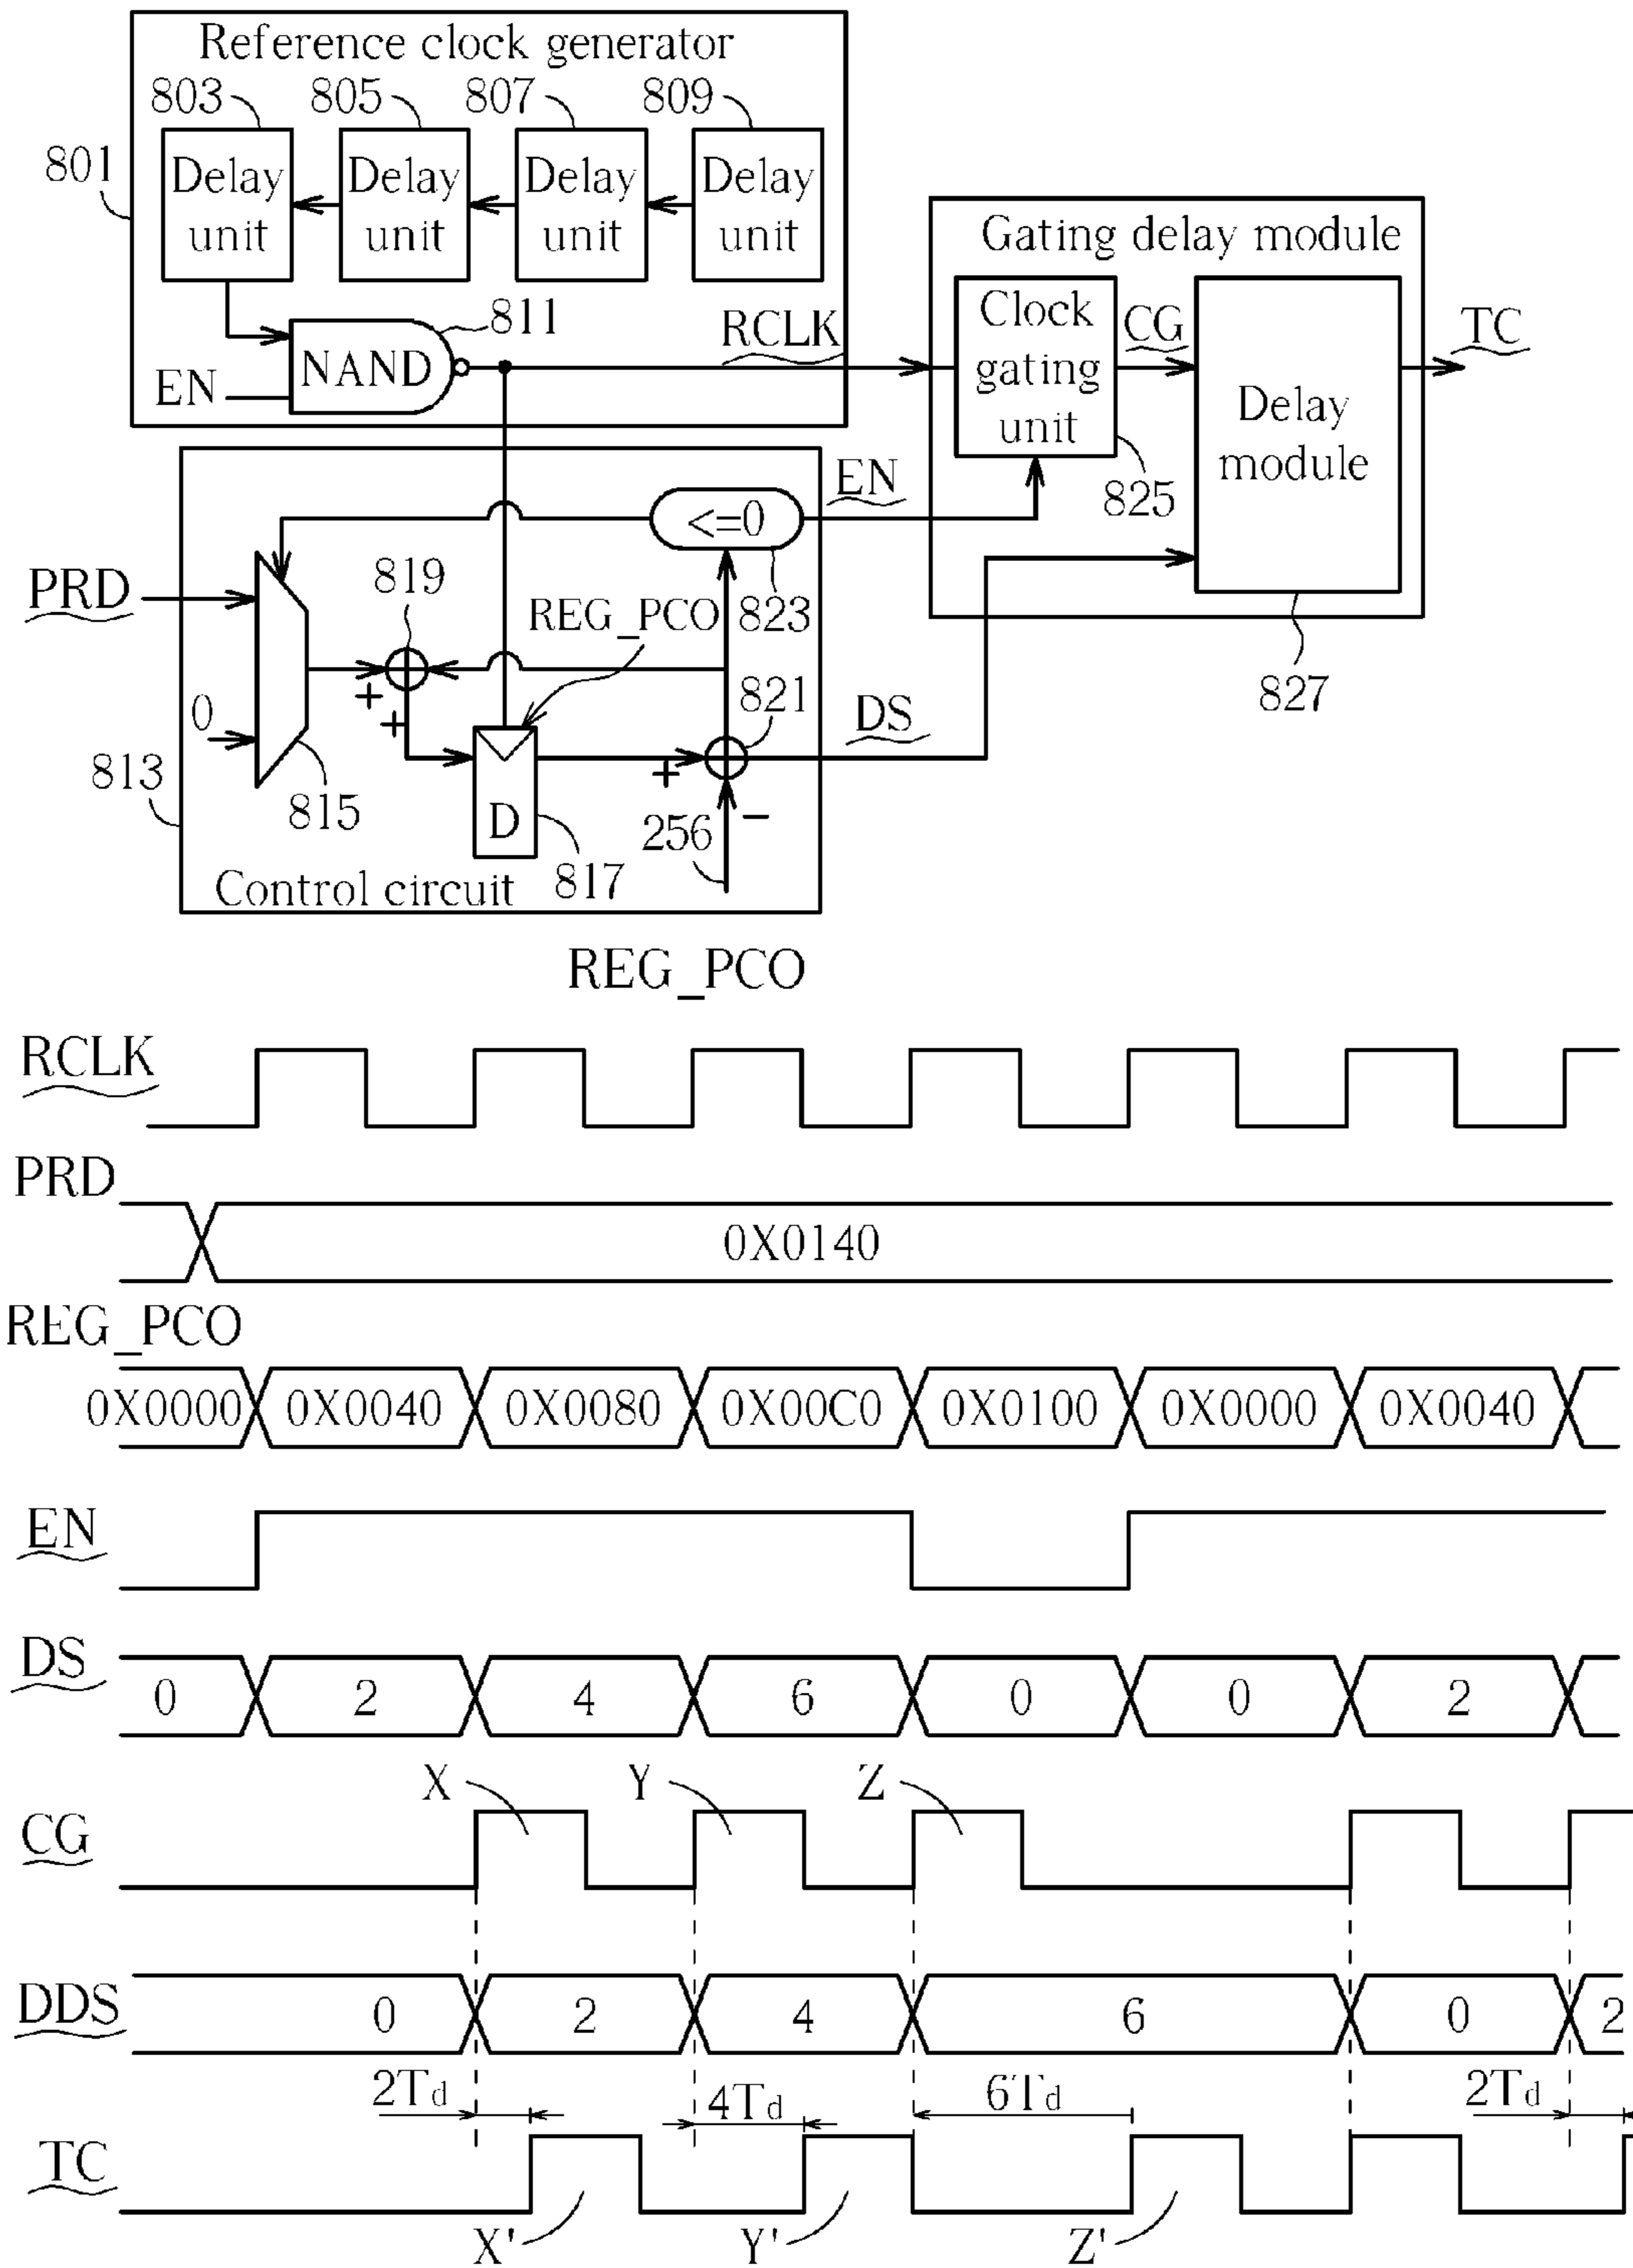 Reference clock generator
803
805
807
809
801
Delay unit
Delay unit
Delay unit
Delay unit
811
NAND
EN
RCLK
Gating delay module
Clock gating unit
825
CG
Delay module
827
TC
EN
<=0
823
PRD
0
813
815
819
REG_PCO
D
817
821
+
+
+
-
256
DS
Control circuit
REG_PCO
RCLK
PRD
0X0140
REG_PCO
0X0000 0X0040 0X0080 0X00C0 0X0100 0X0000 0X0040
EN
DS
0 2 4 6 0 0 2
X Y Z
CG
DDS
0 2 4 6 0 2
2Td 4Td 6Td 2Td
TC
X' Y' Z'